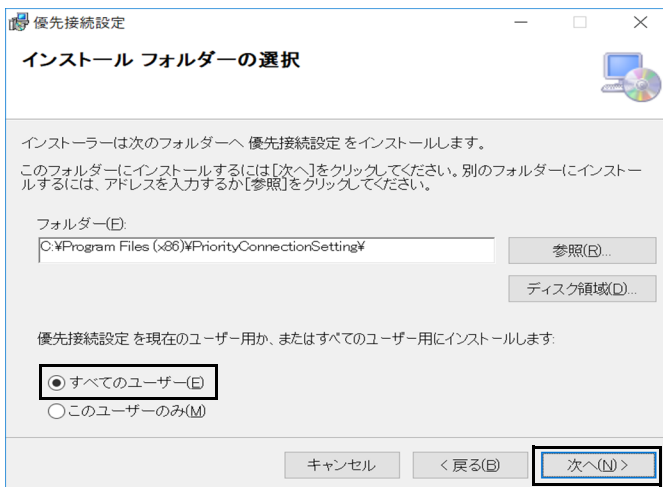 優先接続設定
インストール フォルダーの選択
インストーラーは次のフォルダーへ 優先接続設定 をインストールします。
このフォルダーにインストールするには[次へ]をクリックしてください。別のフォルダーにインストー
ルするには、アドレスを入力するか[参照]をクリックしてください。
フォルダー(F):
C:¥Program Files (x86)¥PriorityConnectionSetting¥
参照(R)...
ディスク領域(D)...
優先接続設定 を現在のユーザー用か、またはすべてのユーザー用にインストールします:
すべてのユーザー(E)
このユーザーのみ(M)
キャンセル
< 戻る(B)
次へ(N) >